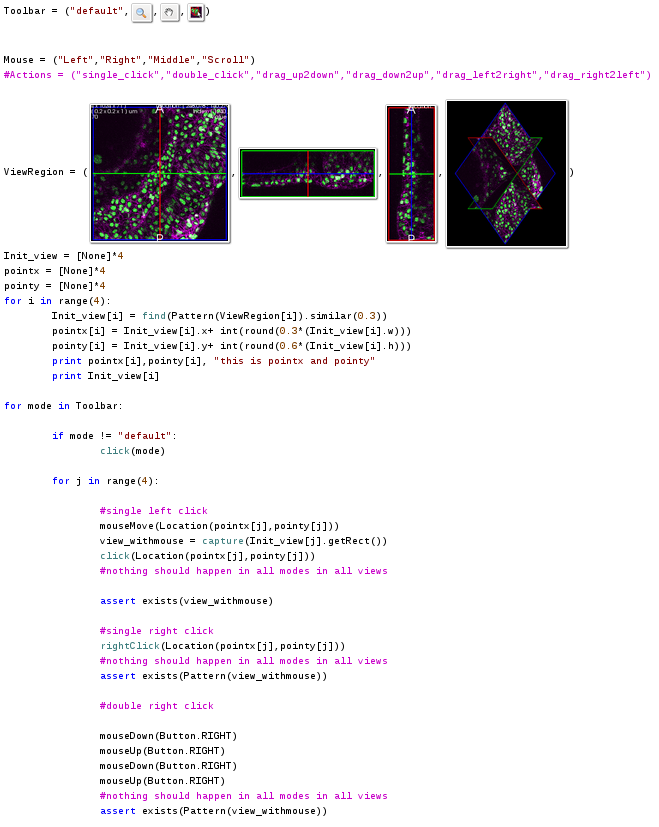 Toolbar = ("default", , , )
Mouse = ("Left","Right","Middle","Scroll")
#Actions = ("single_click","double_click","drag_up2down","drag_down2up","drag_left2right","drag_right2left")
A
( 0.2 x 0.2 x 1 ) um
70
P
A
P
ViewRegion = ( , , , )
Init_view = [None]*4
pointx = [None]*4
pointy = [None]*4
for i in range(4):
Init_view[i] = find(Pattern(ViewRegion[i]).similar(0.3))
pointx[i] = Init_view[i].x+ int(round(0.3*(Init_view[i].w)))
pointy[i] = Init_view[i].y+ int(round(0.6*(Init_view[i].h)))
print pointx[i],pointy[i], "this is pointx and pointy"
print Init_view[i]
for mode in Toolbar:
if mode != "default":
click(mode)
for j in range(4):
#single left click
mouseMove(Location(pointx[j],pointy[j]))
view_withmouse = capture(Init_view[j].getRect())
click(Location(pointx[j],pointy[j]))
#nothing should happen in all modes in all views
assert exists(view_withmouse)
#single right click
rightClick(Location(pointx[j],pointy[j]))
#nothing should happen in all modes in all views
assert exists(Pattern(view_withmouse))
#double right click
mouseDown(Button.RIGHT)
mouseUp(Button.RIGHT)
mouseDown(Button.RIGHT)
mouseUp(Button.RIGHT)
#nothing should happen in all modes in all views
assert exists(Pattern(view_withmouse))